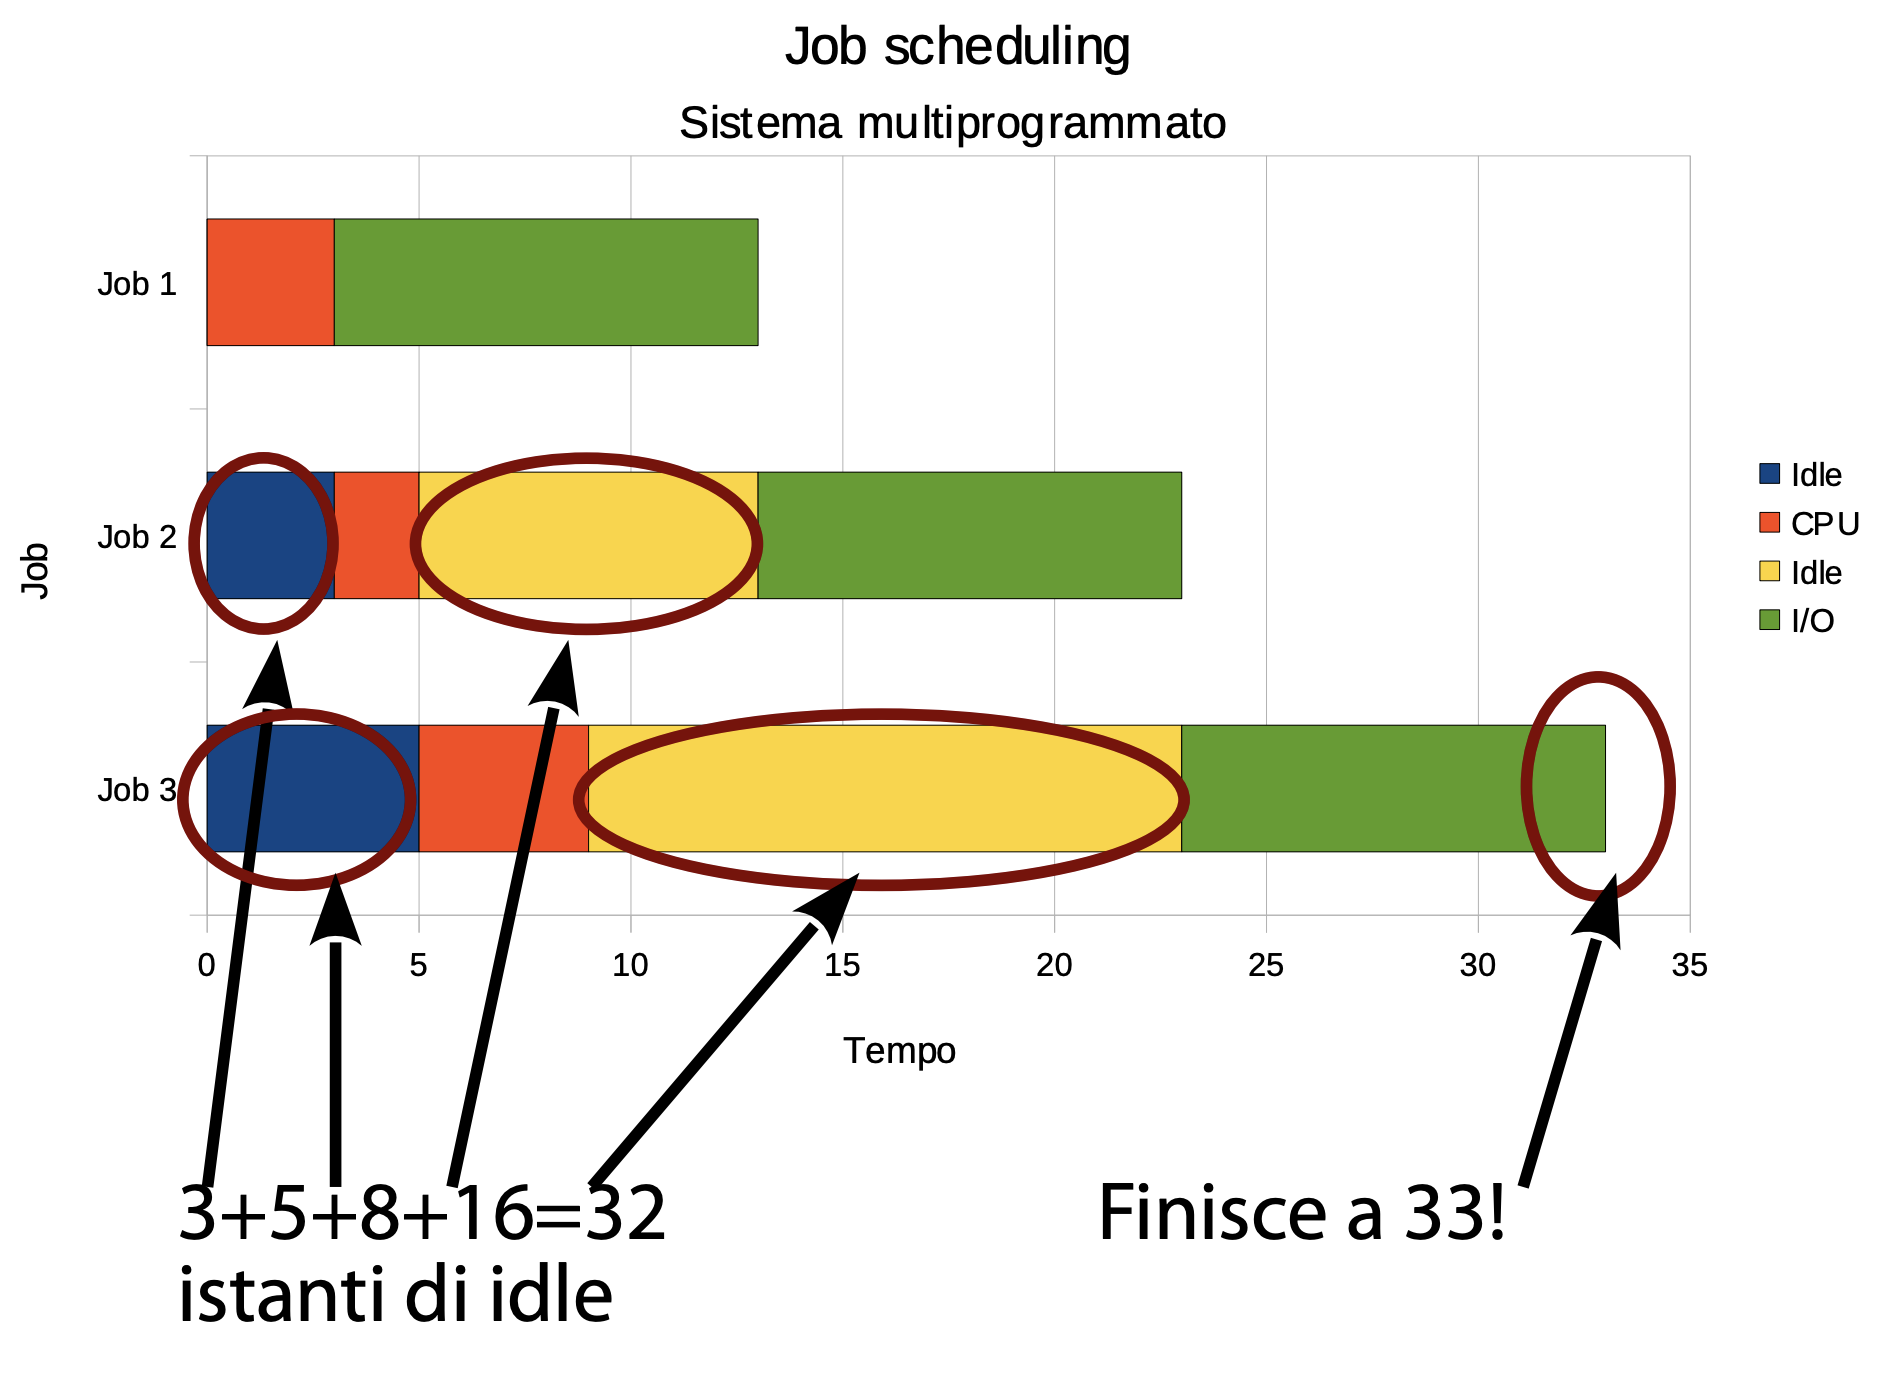 Job scheduling
Sistema multiprogrammato
Job 1
Job 2
Job 3
Job
Idle
CPU
Idle
I/O
0 5 10 15 20 25 30 35
Tempo
3+5+8+16=32
istanti di idle
Finisce a 33!